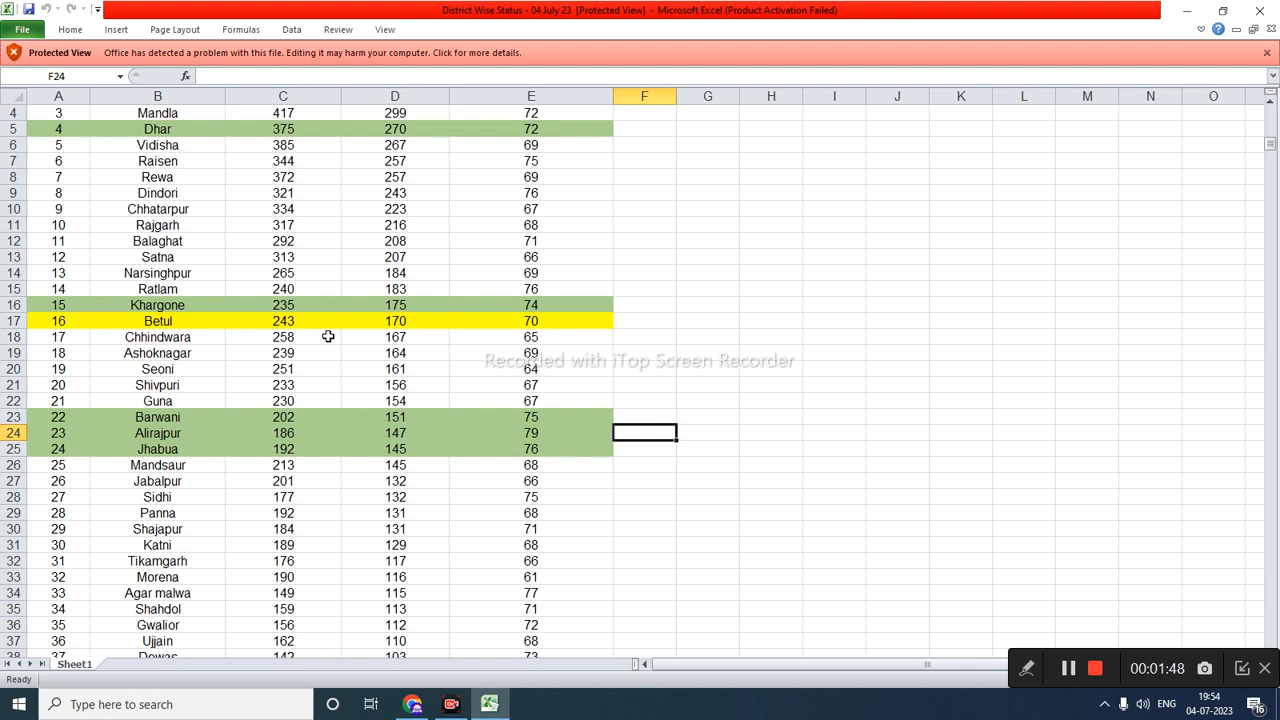 District Wise Status - 04 July 23 [Protected View] - Microsoft Excel (Product Activation Failed)
File Home Insert Page Layout Formulas Data Review View
Protected View Office has detected a problem with this file. Editing it may harm your computer. Click for more details.
F24 fx
A B C D E F G H I J K L M N O
4 3 Mandla 417 299 72
5 4 Dhar 375 270 72
6 5 Vidisha 385 267 69
7 6 Raisen 344 257 75
8 7 Rewa 372 257 69
9 8 Dindori 321 243 76
10 9 Chhatarpur 334 223 67
11 10 Rajgarh 317 216 68
12 11 Balaghat 292 208 71
13 12 Satna 313 207 66
14 13 Narsinghpur 265 184 69
15 14 Ratlam 240 183 76
16 15 Khargone 235 175 74
17 16 Betul 243 170 70
18 17 Chhindwara 258 167 65
19 18 Ashoknagar 239 164 69
Recorded with iTop Screen Recorder
20 19 Seoni 251 161 64
21 20 Shivpuri 233 156 67
22 21 Guna 230 154 67
23 22 Barwani 202 151 75
24 23 Alirajpur 186 147 79
25 24 Jhabua 192 145 76
26 25 Mandsaur 213 145 68
27 26 Jabalpur 201 132 66
28 27 Sidhi 177 132 75
29 28 Panna 192 131 68
30 29 Shajapur 184 131 71
31 30 Katni 189 129 68
32 31 Tikamgarh 176 117 66
33 32 Morena 190 116 61
34 33 Agar malwa 149 115 77
35 34 Shahdol 159 113 71
36 35 Gwalior 156 112 72
37 36 Ujjain 162 110 68
38 37 Dewas 142 103 73
Sheet1
00:01:48
Ready
Type here to search
ENG
19:54
04-07-2023
16